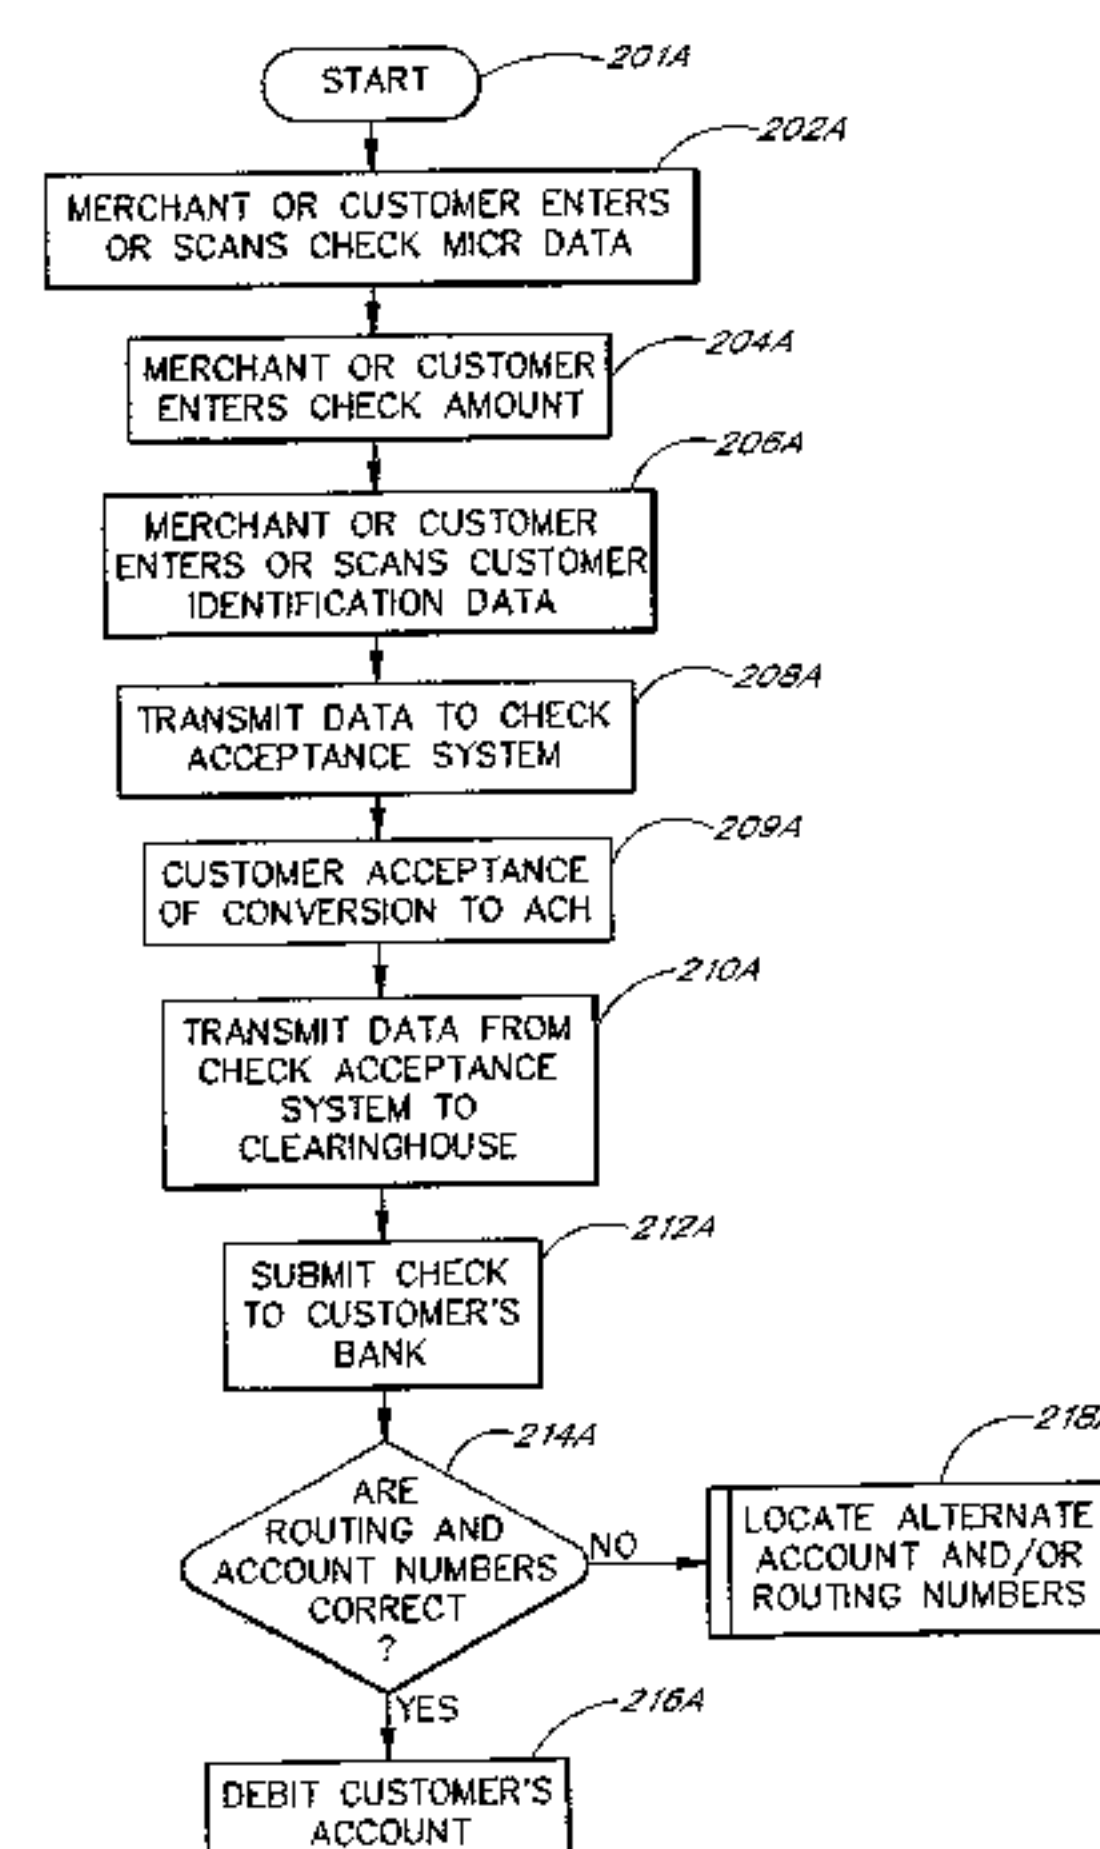 START
201A
202A
MERCHANT OR CUSTOMER ENTERS
OR SCANS CHECK MICR DATA
204A
MERCHANT OR CUSTOMER
ENTERS CHECK AMOUNT
206A
MERCHANT OR CUSTOMER
ENTERS OR SCANS CUSTOMER
IDENTIFICATION DATA
208A
TRANSMIT DATA TO CHECK
ACCEPTANCE SYSTEM
209A
CUSTOMER ACCEPTANCE
OF CONVERSION TO ACH
210A
TRANSMIT DATA FROM
CHECK ACCEPTANCE
SYSTEM TO
CLEARINGHOUSE
212A
SUBMIT CHECK
TO CUSTOMER'S
BANK
214A
ARE
ROUTING AND
ACCOUNT NUMBERS
CORRECT
?
NO
218A
LOCATE ALTERNATE
ACCOUNT AND/OR
ROUTING NUMBERS
YES
216A
DEBIT CUSTOMER'S
ACCOUNT